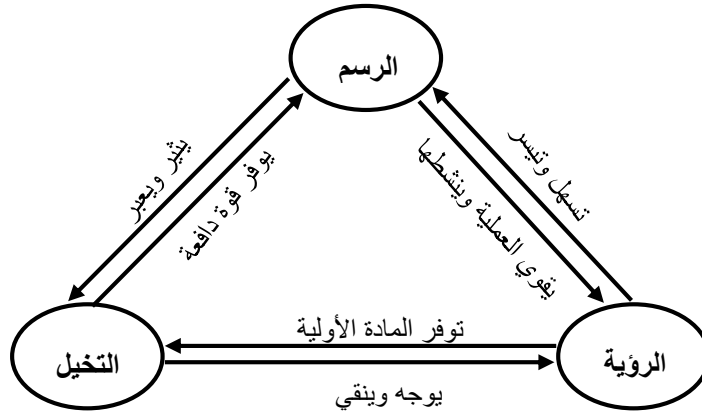 الرسم
يثير ويعبر
يوفر قوة دافعة
يقوي العملية وينشطها
تسهل وتيسر
توفر المادة الأولية
الرؤية
التخيل
يوجه وينقي